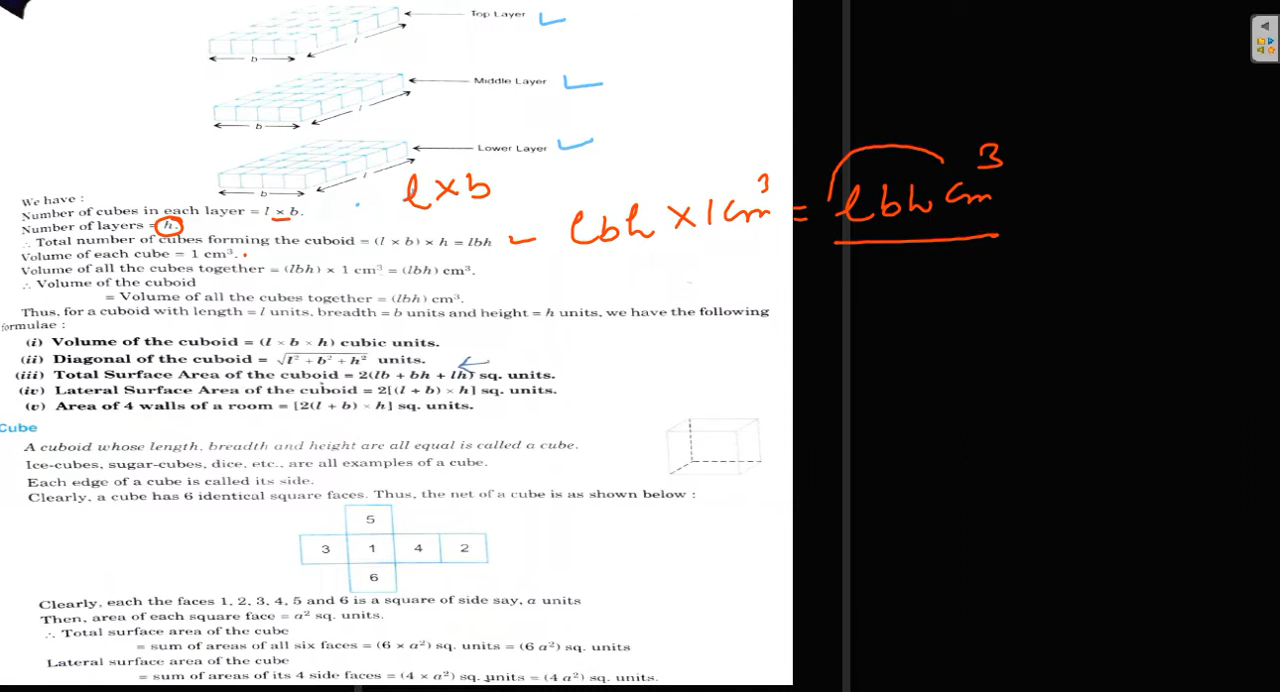 Top Layer
l
b
Middle Layer
l
b
Lower Layer
l
b
l × b
We have :
Number of cubes in each layer = l × b.
Number of layers = h.
∴ Total number of cubes forming the cuboid = (l × b) × h = lbh
lbh × 1 cm³ = lbh cm³
Volume of each cube = 1 cm³.
Volume of all the cubes together = (lbh) × 1 cm³ = (lbh) cm³.
∴ Volume of the cuboid
= Volume of all the cubes together = (lbh) cm³.
Thus, for a cuboid with length = l units, breadth = b units and height = h units, we have the following
formulae :
(i) Volume of the cuboid = (l × b × h) cubic units.
(ii) Diagonal of the cuboid = √l² + b² + h² units.
(iii) Total Surface Area of the cuboid = 2(lb + bh + lh) sq. units.
(iv) Lateral Surface Area of the cuboid = 2[(l + b) × h] sq. units.
(v) Area of 4 walls of a room = [2(l + b) × h] sq. units.
Cube
A cuboid whose length, breadth and height are all equal is called a cube.
Ice-cubes, sugar-cubes, dice, etc., are all examples of a cube.
Each edge of a cube is called its side.
Clearly, a cube has 6 identical square faces. Thus, the net of a cube is as shown below :
5
3 1 4 2
6
Clearly, each the faces 1, 2, 3, 4, 5 and 6 is a square of side say, a units
Then, area of each square face = a² sq. units.
∴ Total surface area of the cube
= sum of areas of all six faces = (6 × a²) sq. units = (6 a²) sq. units
Lateral surface area of the cube
= sum of areas of its 4 side faces = (4 × a²) sq. units = (4 a²) sq. units.